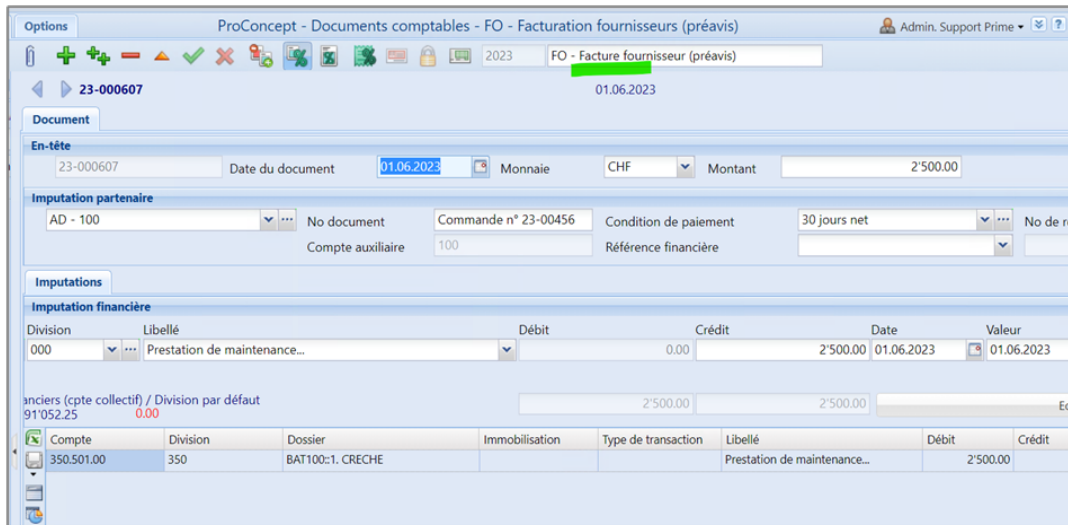 Options ProConcept - Documents comptables - FO - Facturation fournisseurs (préavis) Admin. Support Prime ?
2023 FO - Facture fournisseur (préavis)
23-000607 01.06.2023
Document
En-tête
23-000607 Date du document 01.06.2023 Monnaie CHF Montant 2'500.00
Imputation partenaire
AD - 100 No document Commande n° 23-00456 Condition de paiement 30 jours net No de r
Compte auxiliaire 100 Référence financière
Imputations
Imputation financière
Division Libellé Débit Crédit Date Valeur
000 Prestation de maintenance... 0.00 2'500.00 01.06.2023 01.06.2023
anciers (cpte collectif) / Division par défaut 2'500.00 2'500.00 Ec
91'052.25 0.00
Compte Division Dossier Immobilisation Type de transaction Libellé Débit Crédit
350.501.00 350 BAT100::1. CRECHE Prestation de maintenance... 2'500.00